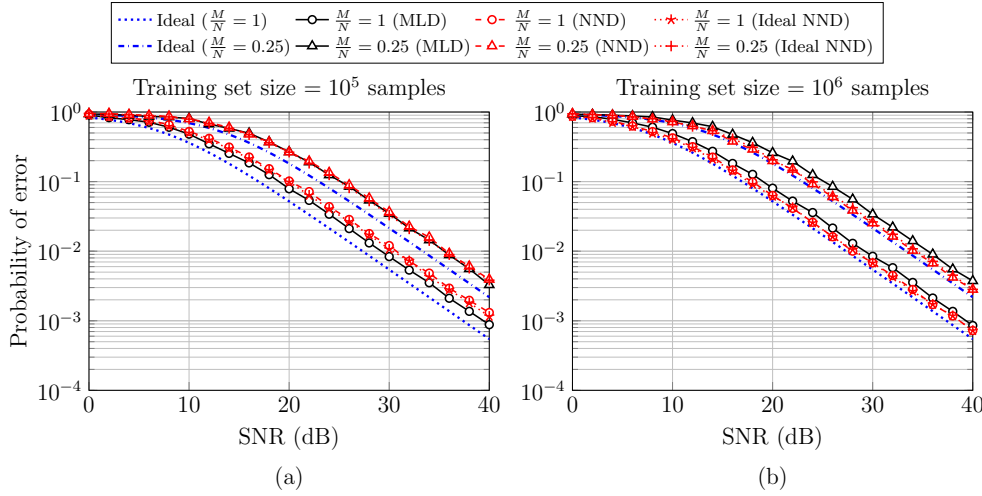 Ideal (M/N = 1) M/N = 1 (MLD) M/N = 1 (NND) M/N = 1 (Ideal NND)
Ideal (M/N = 0.25) M/N = 0.25 (MLD) M/N = 0.25 (NND) M/N = 0.25 (Ideal NND)
Training set size = 10^5 samples
Probability of error
10^0
10^−1
10^−2
10^−3
10^−4
0 10 20 30 40
SNR (dB)
(a)
Training set size = 10^6 samples
10^0
10^−1
10^−2
10^−3
10^−4
0 10 20 30 40
SNR (dB)
(b)